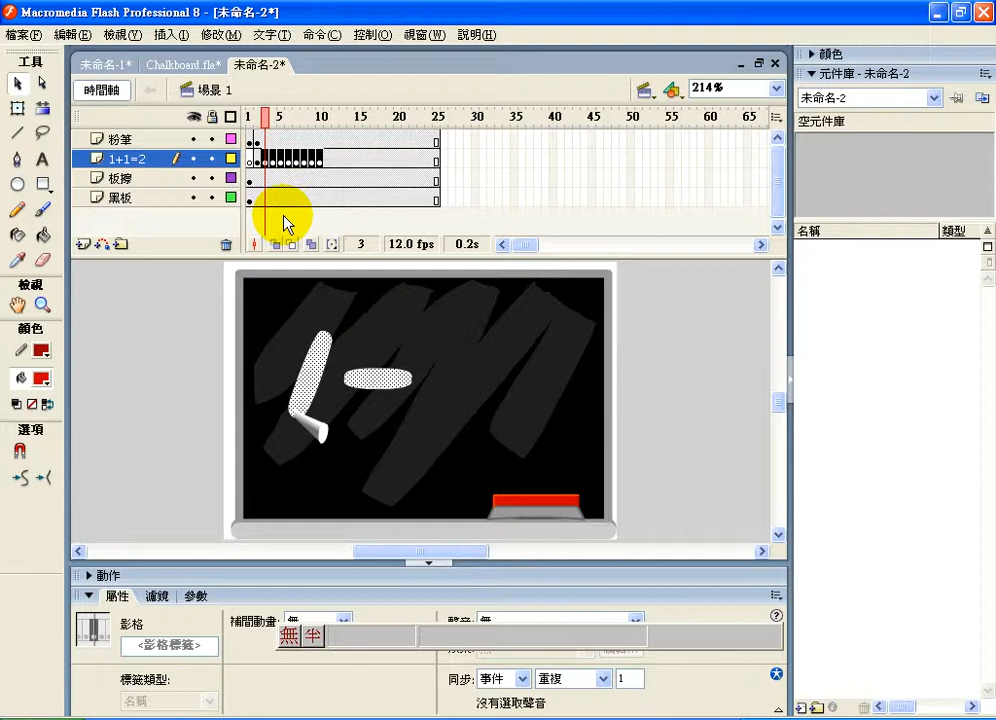 Macromedia Flash Professional 8 - [未命名-2*]
檔案(F) 編輯(E) 檢視(V) 插入(I) 修改(M) 文字(T) 命令(C) 控制(O) 視窗(W) 說明(H)
工具
未命名-1* Chalkboard.fla* 未命名-2*
時間軸 場景 1 214%
1 5 10 15 20 25 30 35 40 45 50 55 60 65
粉筆
1+1=2
板擦
黑板
3 12.0 fps 0.2s
檢視
顏色
選項
動作
屬性 濾鏡 參數
影格
<影格標籤>
標籤類型:
名稱
補間動畫: 無
無 半
聲音: 無
同步: 事件 重複 1
沒有選取聲音
顏色
元件庫 - 未命名-2
未命名-2
空元件庫
名稱 類型